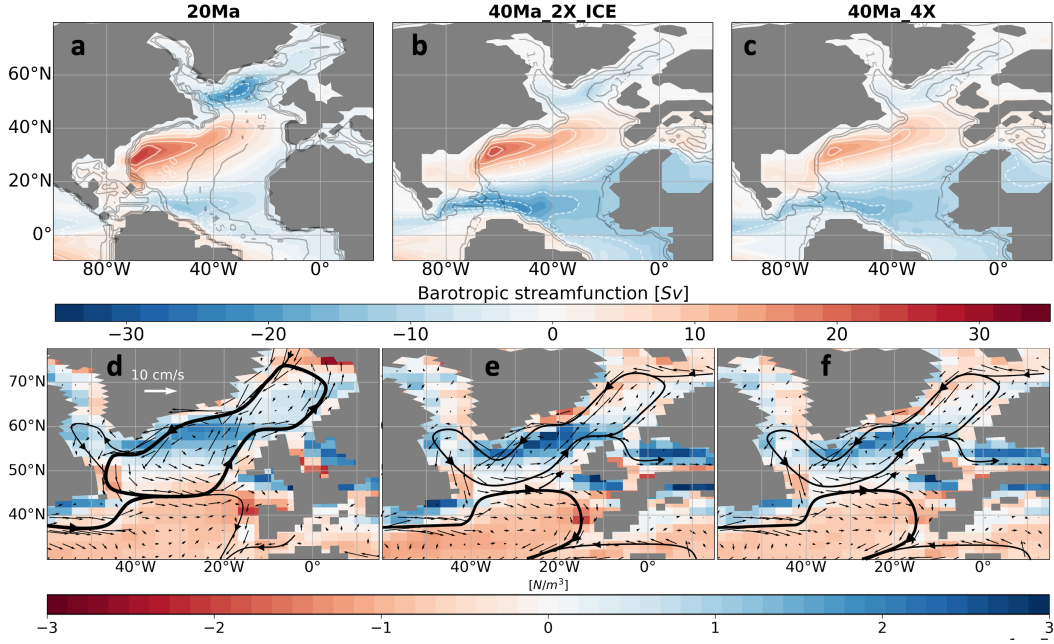 20Ma 40Ma_2X_ICE 40Ma_4X
a b c
60°N
40°N
20°N
0°
80°W 40°W 0° 80°W 40°W 0° 80°W 40°W 0°
Barotropic streamfunction [Sv]
−30 −20 −10 0 10 20 30
d e f
10 cm/s
70°N
60°N
50°N
40°N
40°W 20°W 0° 40°W 20°W 0° 40°W 20°W 0°
[N/m³]
−3 −2 −1 0 1 2 3